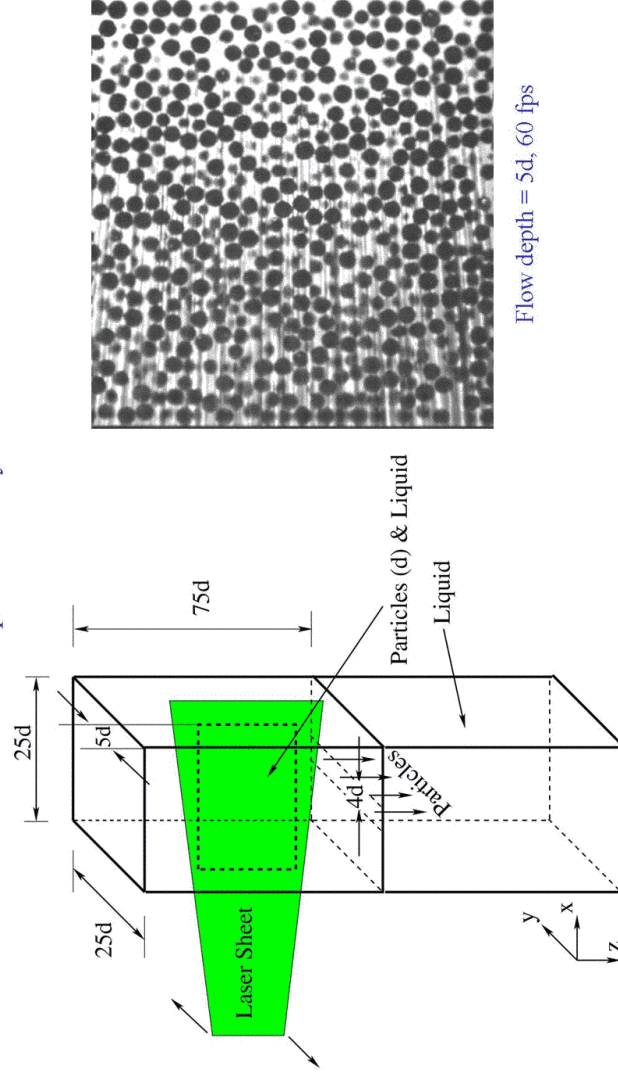 25d
75d
5d
25d
Laser Sheet
Particles (d) & Liquid
Liquid
4d
Particles
y
x
z
Flow depth = 5d, 60 fps